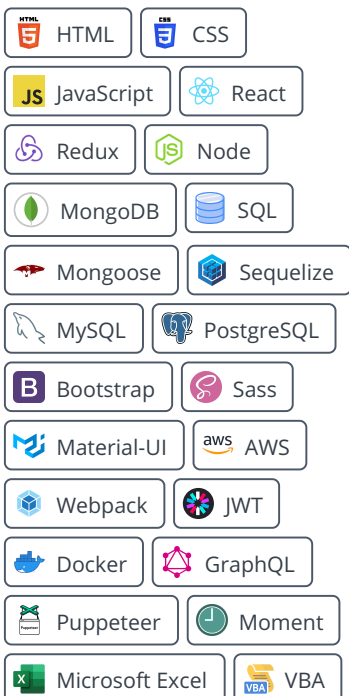 HTML CSS
JavaScript React
Redux Node
MongoDB SQL
Mongoose Sequelize
MySQL PostgreSQL
Bootstrap Sass
Material-UI aws AWS
Webpack JWT
Docker GraphQL
Puppeteer Moment
Microsoft Excel VBA